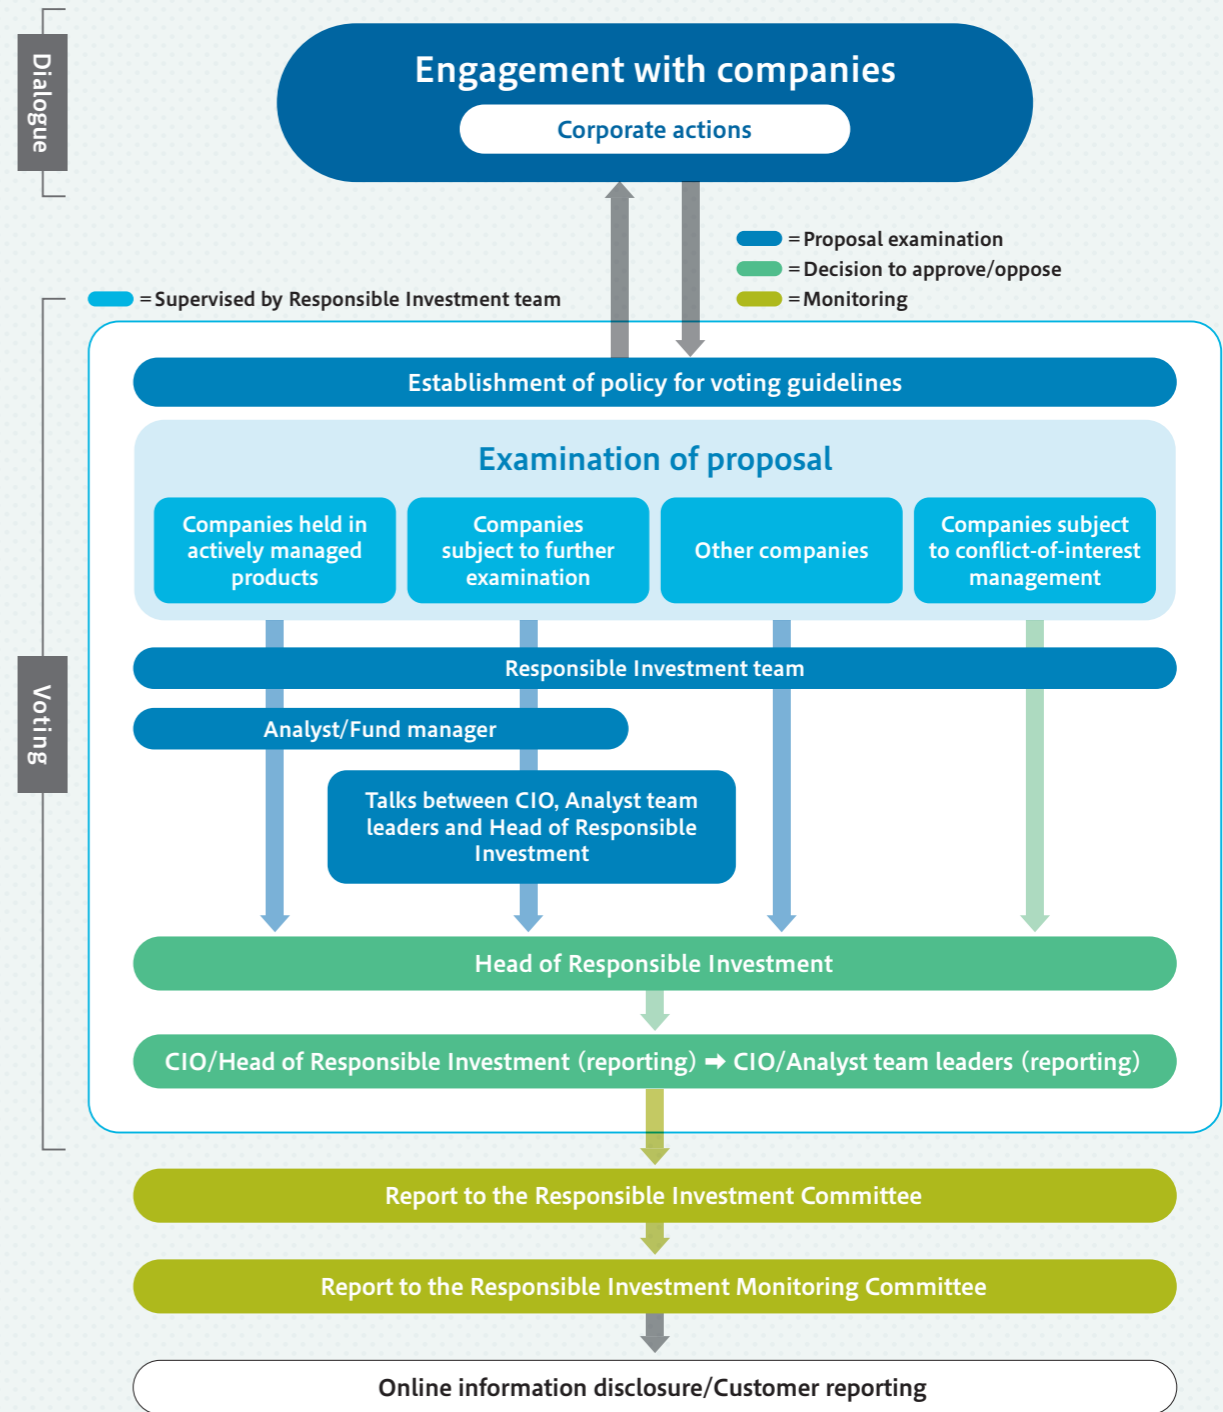 Dialogue
Engagement with companies
Corporate actions
= Proposal examination
= Decision to approve/oppose
= Monitoring
= Supervised by Responsible Investment team
Voting
Establishment of policy for voting guidelines
Examination of proposal
Companies held in
actively managed
products
Companies
subject to further
examination
Other companies
Companies subject
to conflict-of-interest
management
Responsible Investment team
Analyst/Fund manager
Talks between CIO, Analyst team
leaders and Head of Responsible
Investment
Head of Responsible Investment
CIO/Head of Responsible Investment (reporting) ➡ CIO/Analyst team leaders (reporting)
Report to the Responsible Investment Committee
Report to the Responsible Investment Monitoring Committee
Online information disclosure/Customer reporting